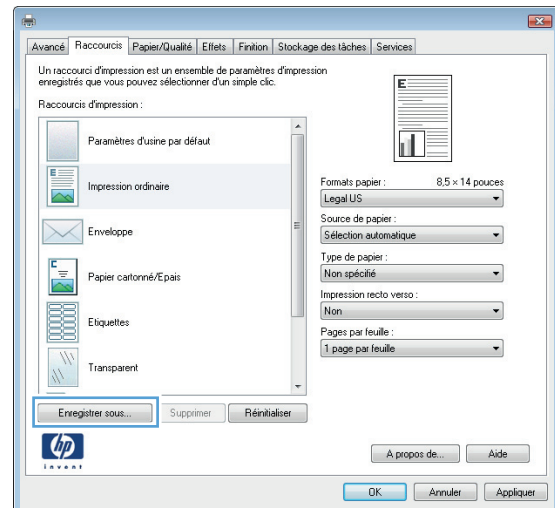 Avancé Raccourcis Papier/Qualité Effets Finition Stockage des tâches Services
Un raccourci d'impression est un ensemble de paramètres d'impression
enregistrés que vous pouvez sélectionner d'un simple clic.
Raccourcis d'impression :
Paramètres d'usine par défaut
Impression ordinaire
Enveloppe
Papier cartonné/Epais
Etiquettes
Transparent
Enregistrer sous... Supprimer Réinitialiser
E
Formats papier : 8,5 × 14 pouces
Legal US
Source de papier :
Sélection automatique
Type de papier :
Non spécifié
Impression recto verso :
Non
Pages par feuille :
1 page par feuille
hp
invent
A propos de... Aide
OK Annuler Appliquer